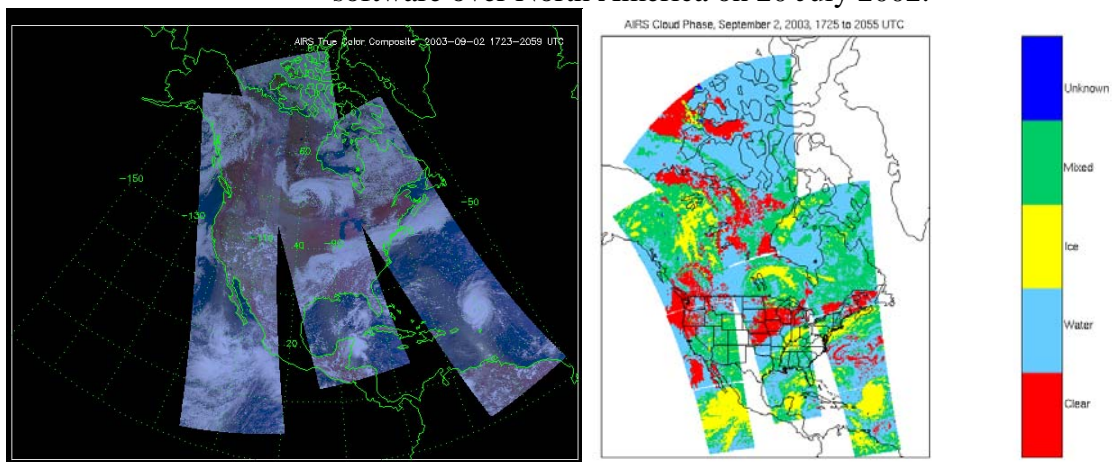 software over North America on 20 July 2002.
AIRS True Color Composite 2003-09-02 1723-2059 UTC
AIRS Cloud Phase, September 2, 2003, 1725 to 2055 UTC
60
-150
-130
-50
40
20
Unknown
Mixed
Ice
Water
Clear